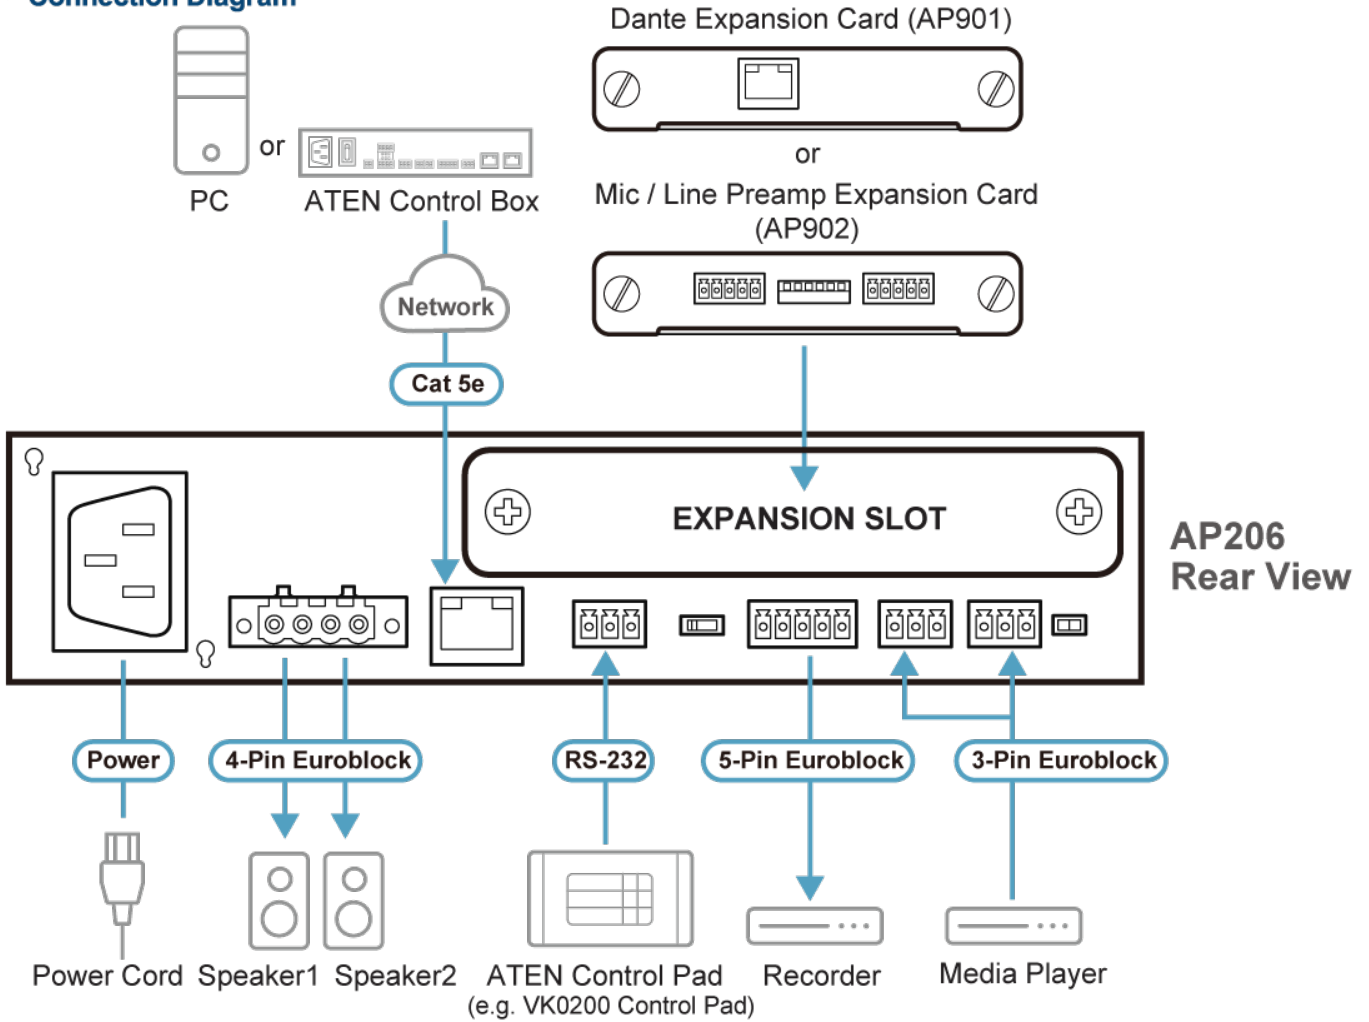 Connection Diagram
Dante Expansion Card (AP901)
or
or
PC
ATEN Control Box
Mic / Line Preamp Expansion Card
(AP902)
Network
Cat 5e
EXPANSION SLOT
AP206
Rear View
Power
4-Pin Euroblock
RS-232
5-Pin Euroblock
3-Pin Euroblock
Power Cord
Speaker1
Speaker2
ATEN Control Pad
(e.g. VK0200 Control Pad)
Recorder
Media Player